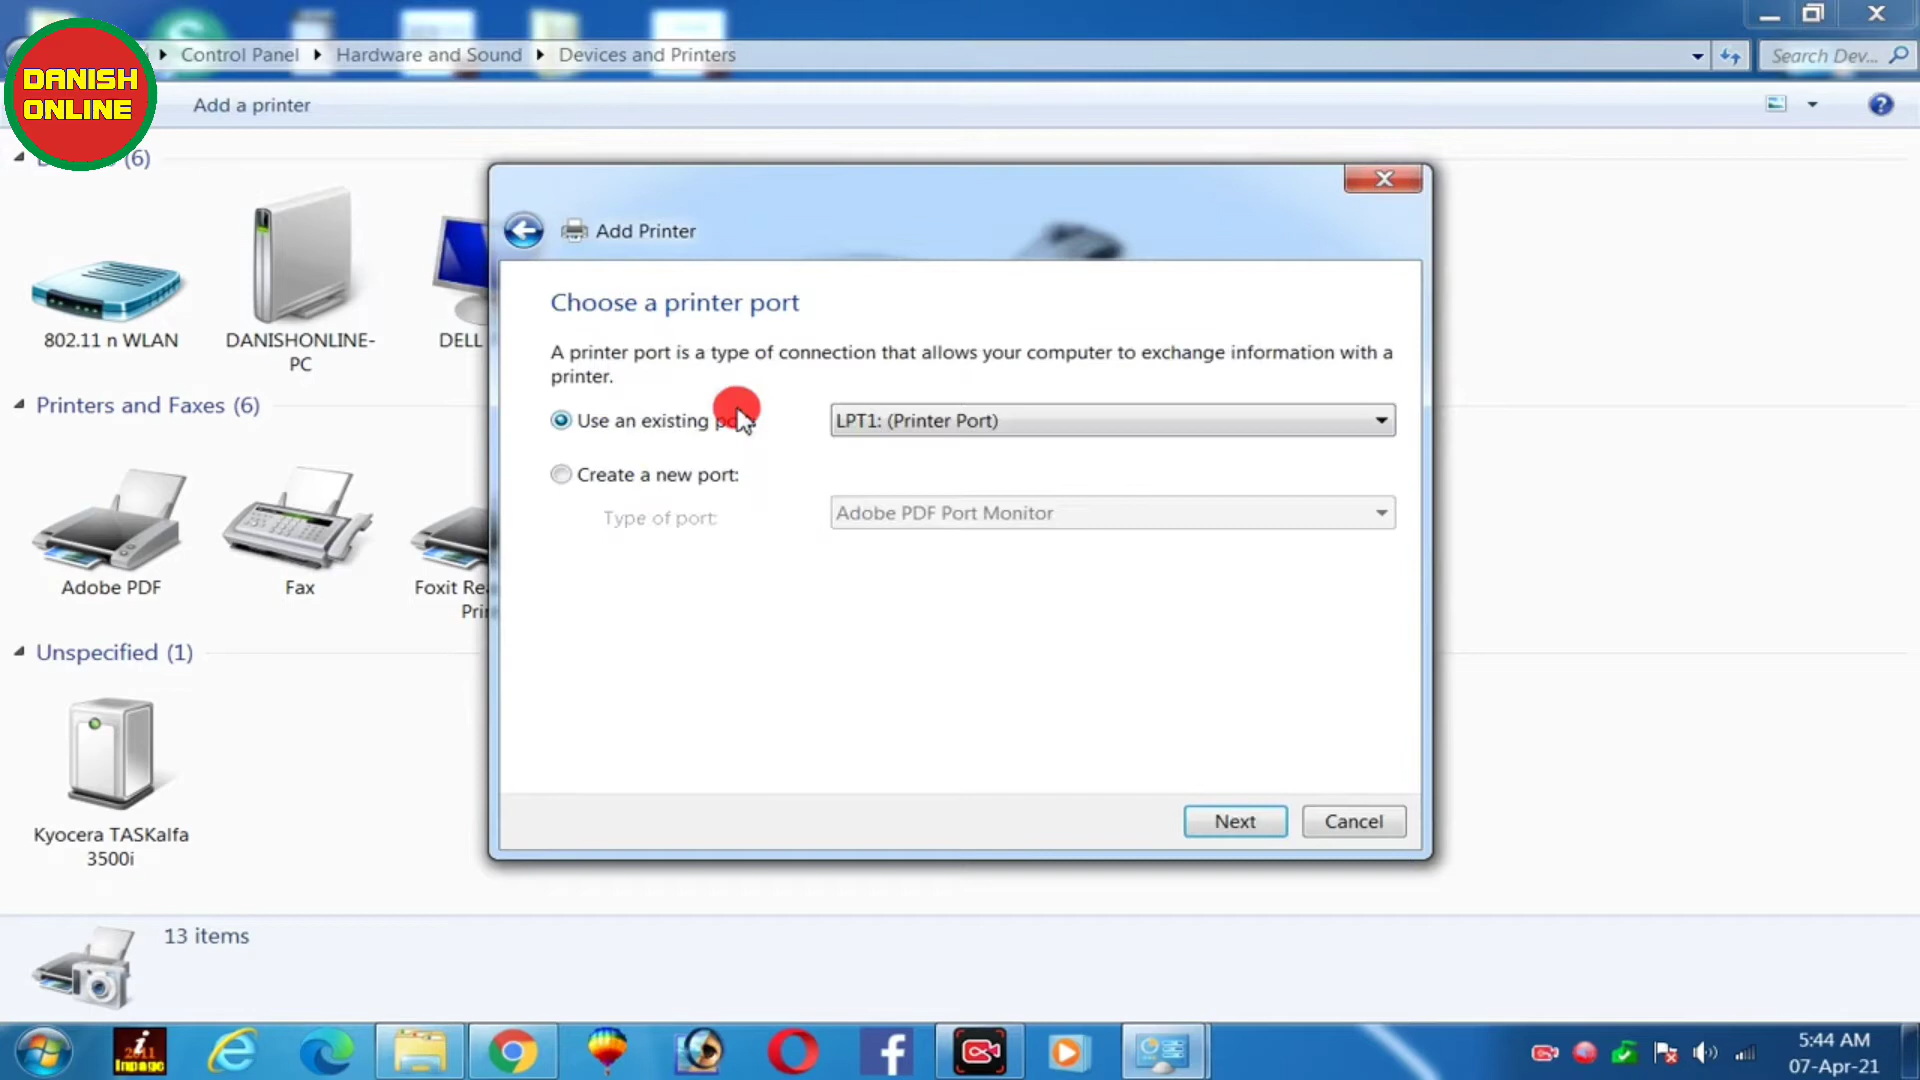 Control Panel
Hardware and Sound
Devices and Printers
Search Dev...
DANISH
ONLINE
Add a printer
(6)
802.11 n WLAN
DANISHONLINE-
PC
DELL
Printers and Faxes (6)
Adobe PDF
Fax
Foxit Re
Prin
Unspecified (1)
Kyocera TASKalfa
3500i
Add Printer
Choose a printer port
A printer port is a type of connection that allows your computer to exchange information with a
printer.
Use an existing
LPT1: (Printer Port)
Create a new port:
Type of port:
Adobe PDF Port Monitor
Next
Cancel
13 items
2011
Inpage
5:44 AM
07-Apr-21